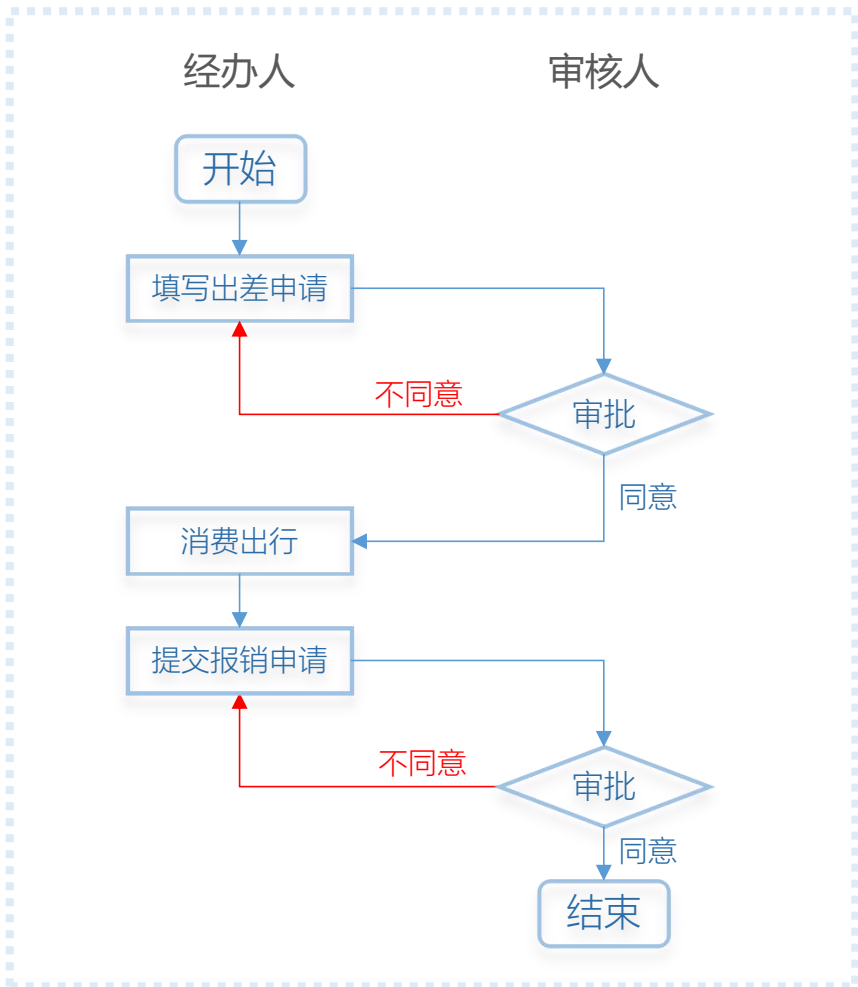 经办人
审核人
开始
填写出差申请
不同意
审批
同意
消费出行
提交报销申请
不同意
审批
同意
结束